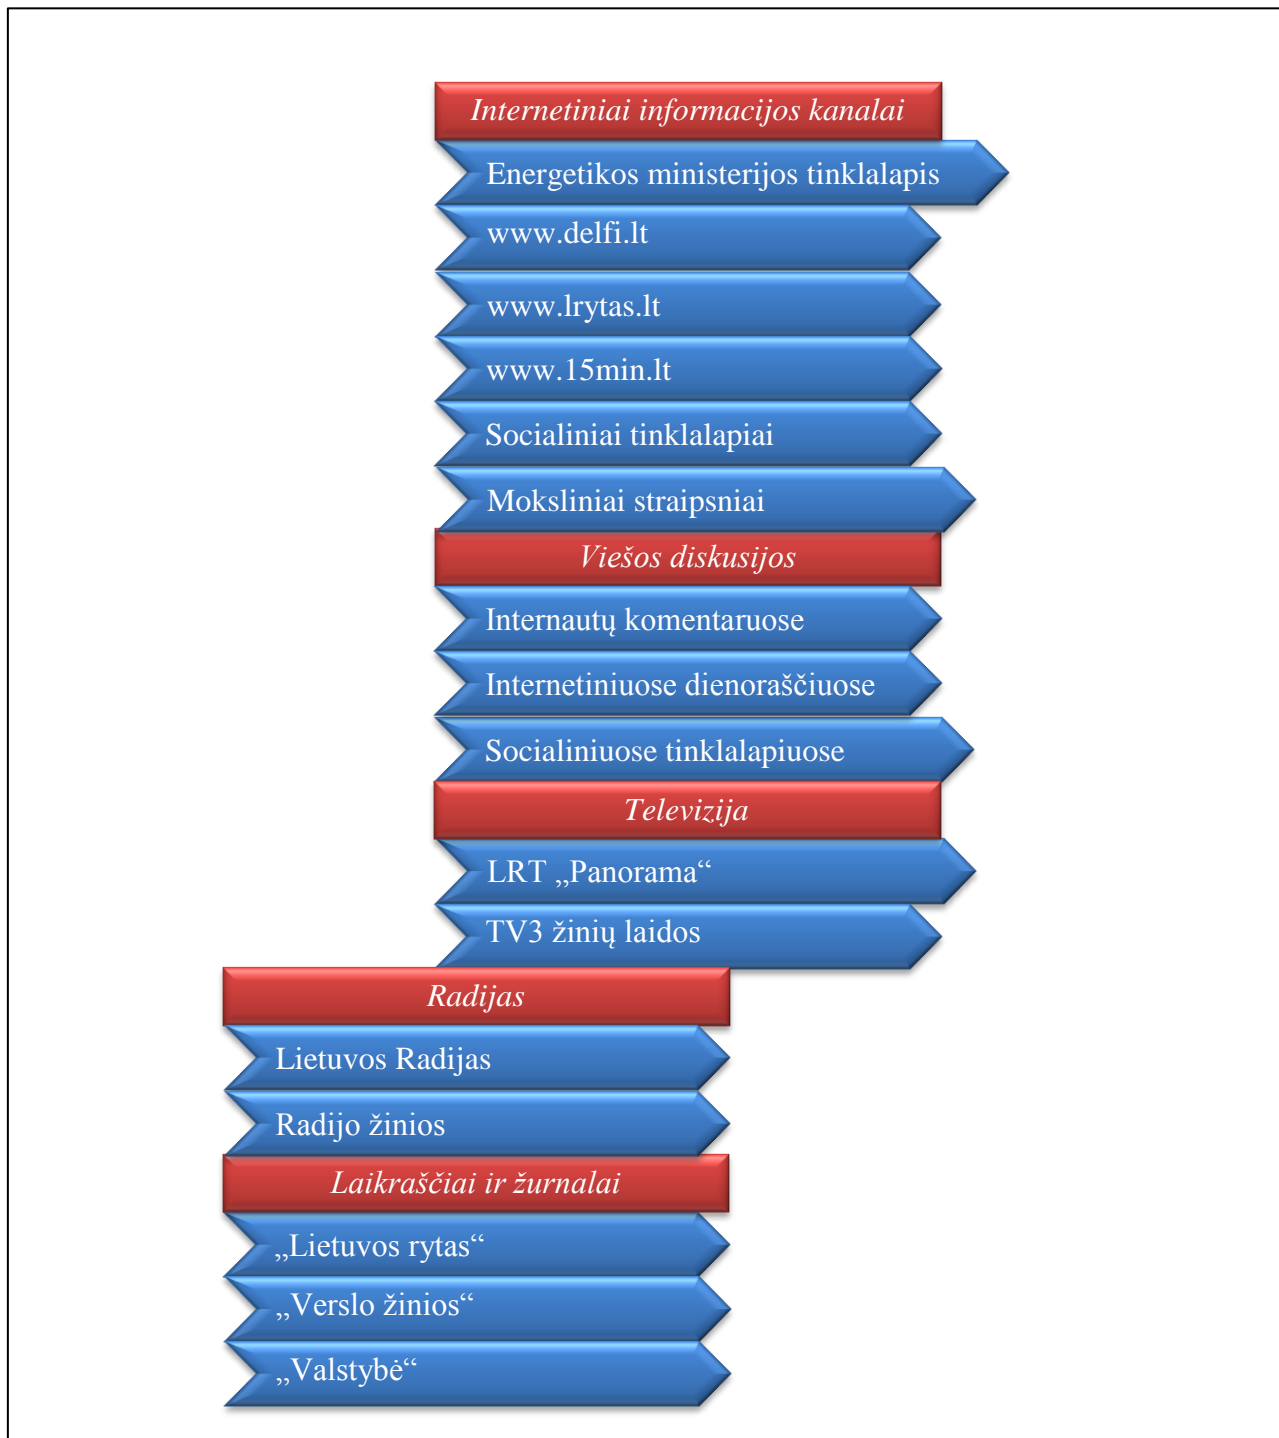 Internetiniai informacijos kanalai
Energetikos ministerijos tinklalapis
www.delfi.lt
www.lrytas.lt
www.15min.lt
Socialiniai tinklalapiai
Moksliniai straipsniai
Viešos diskusijos
Internautų komentaruose
Internetiniuose dienoraščiuose
Socialiniuose tinklalapiuose
Televizija
LRT „Panorama“
TV3 žinių laidos
Radijas
Lietuvos Radijas
Radijo žinios
Laikraščiai ir žurnalai
„Lietuvos rytas“
„Verslo žinios“
„Valstybė“